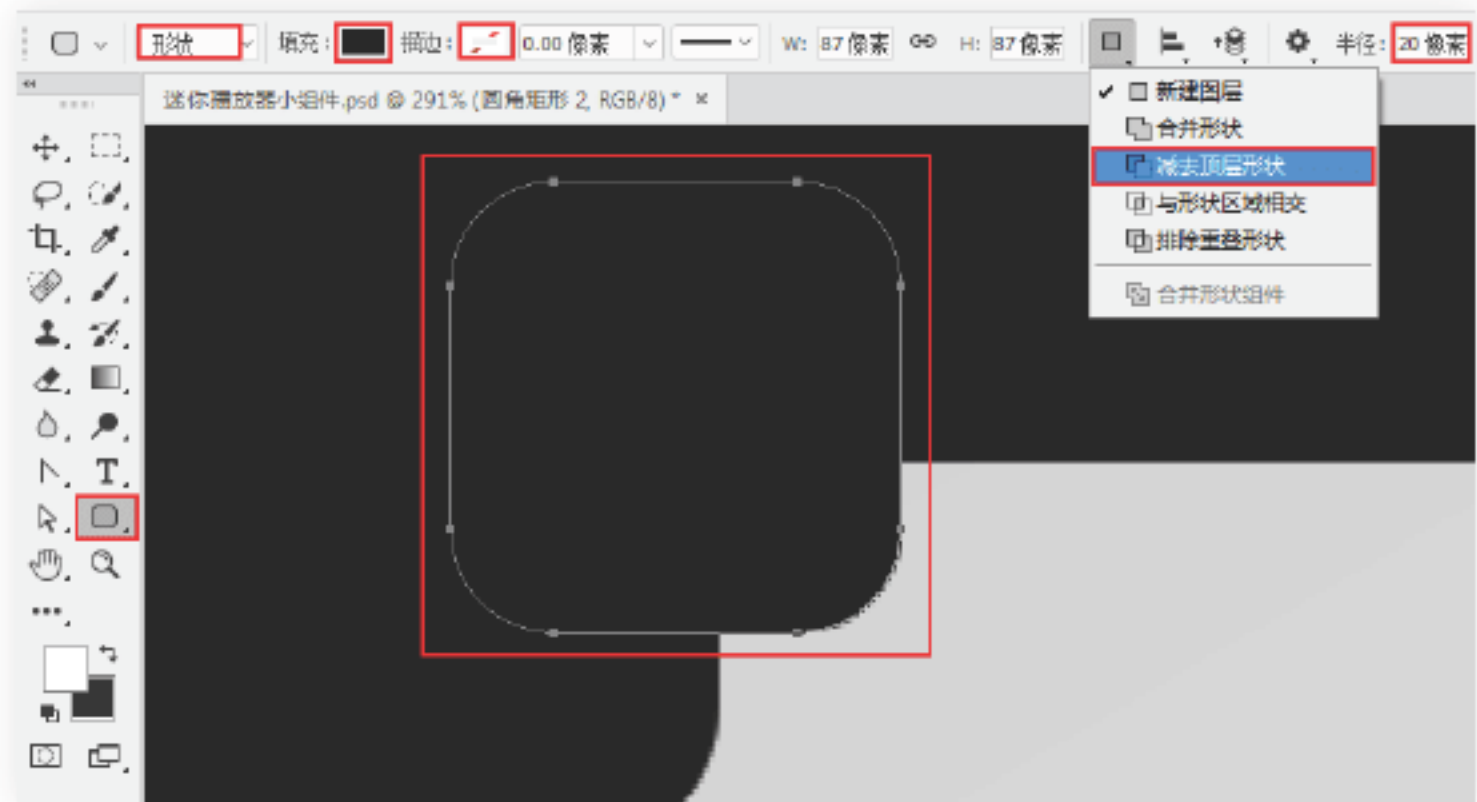 形状 填充: 描边: 0.00 像素 W: 87 像素 H: 87 像素 半径: 20 像素
迷你播放器小组件.psd @ 291% (圆角矩形 2, RGB/8) * ×
✓ 新建图层
合并形状
减去顶层形状
与形状区域相交
排除重叠形状
合并形状组件
T